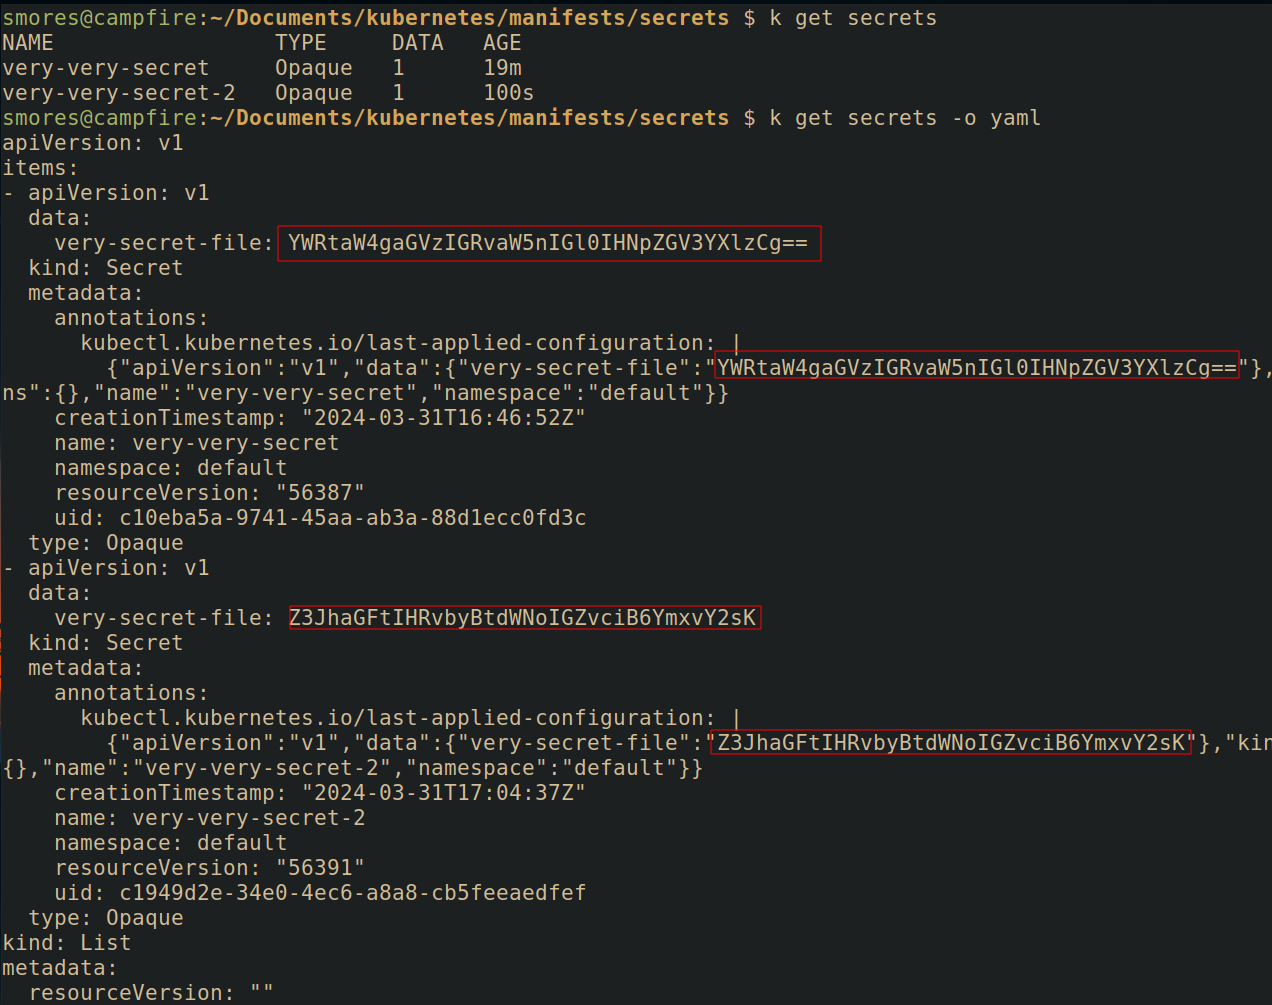 smores@campfire:~/Documents/kubernetes/manifests/secrets $ k get secrets
NAME                 TYPE     DATA   AGE
very-very-secret     Opaque   1      19m
very-very-secret-2   Opaque   1      100s
smores@campfire:~/Documents/kubernetes/manifests/secrets $ k get secrets -o yaml
apiVersion: v1
items:
- apiVersion: v1
  data:
    very-secret-file: YWRtaW4gaGVzIGRvaW5nIGl0IHNpZGV3YXlzCg==
  kind: Secret
  metadata:
    annotations:
      kubectl.kubernetes.io/last-applied-configuration: |
        {"apiVersion":"v1","data":{"very-secret-file":"YWRtaW4gaGVzIGRvaW5nIGl0IHNpZGV3YXlzCg=="},
ns":{},"name":"very-very-secret","namespace":"default"}}
    creationTimestamp: "2024-03-31T16:46:52Z"
    name: very-very-secret
    namespace: default
    resourceVersion: "56387"
    uid: c10eba5a-9741-45aa-ab3a-88d1ecc0fd3c
  type: Opaque
- apiVersion: v1
  data:
    very-secret-file: Z3JhaGFtIHRvbyBtdWNoIGZvciB6YmxvY2sK
  kind: Secret
  metadata:
    annotations:
      kubectl.kubernetes.io/last-applied-configuration: |
        {"apiVersion":"v1","data":{"very-secret-file":"Z3JhaGFtIHRvbyBtdWNoIGZvciB6YmxvY2sK"},"kin
{},"name":"very-very-secret-2","namespace":"default"}}
    creationTimestamp: "2024-03-31T17:04:37Z"
    name: very-very-secret-2
    namespace: default
    resourceVersion: "56391"
    uid: c1949d2e-34e0-4ec6-a8a8-cb5feeaedfef
  type: Opaque
kind: List
metadata:
  resourceVersion: ""